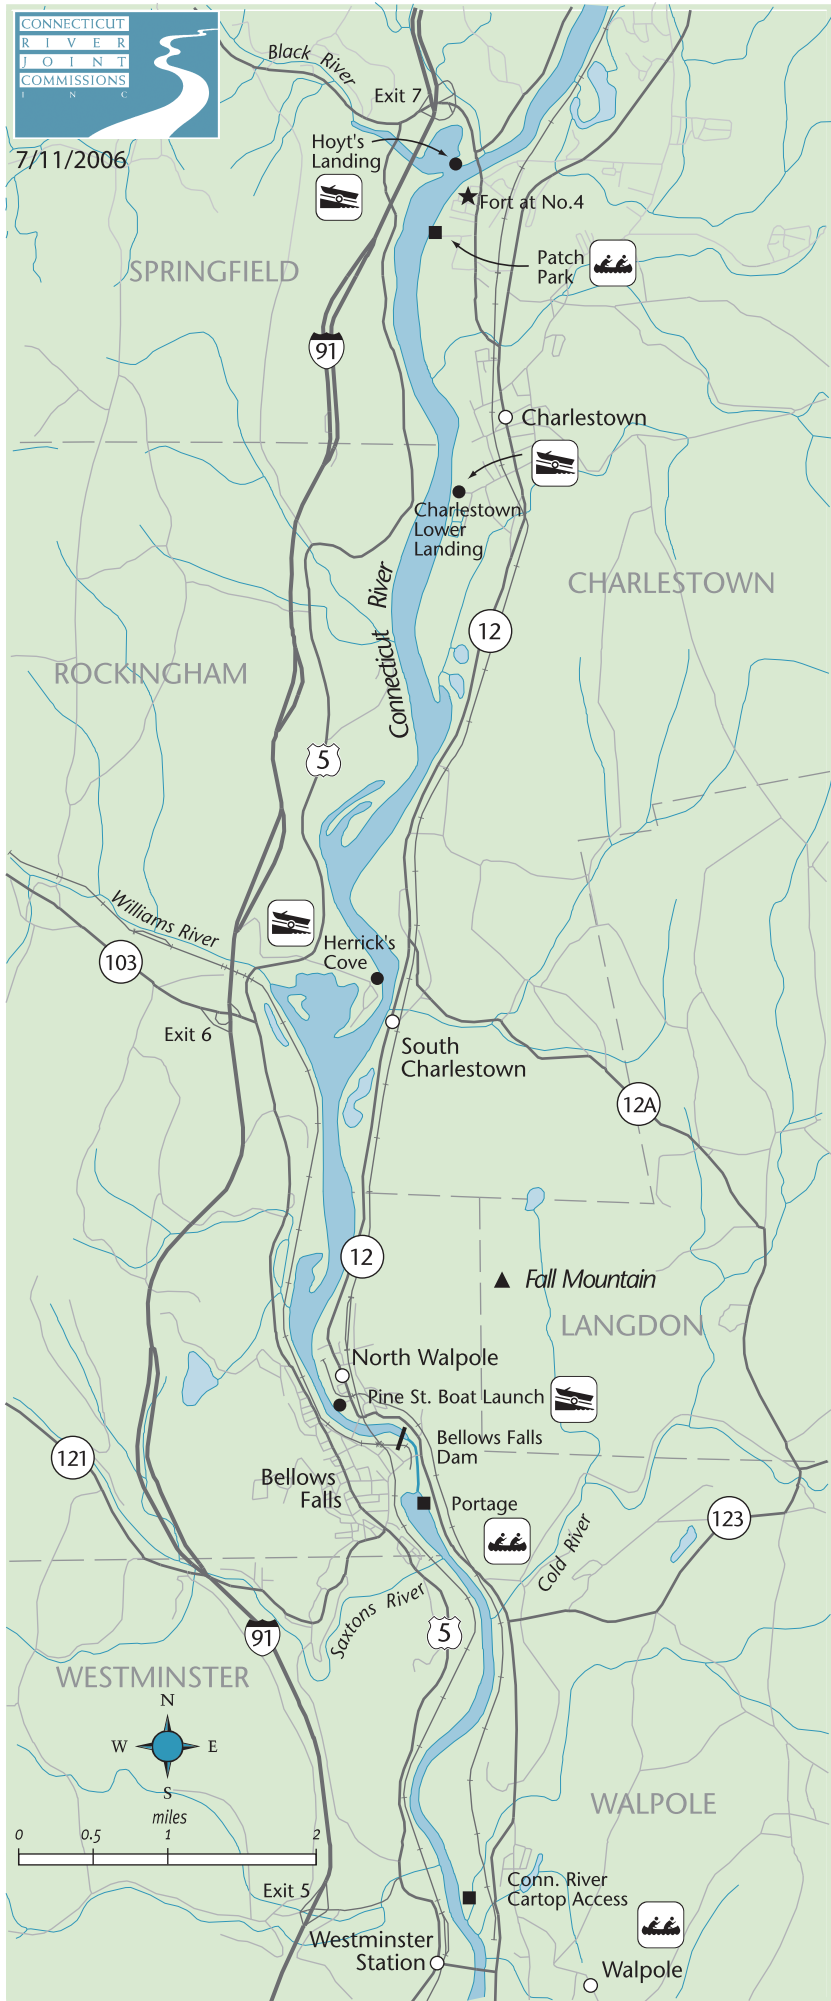 CONNECTICUT
RIVER
JOINT
COMMISSIONS
INC
7/11/2006
Black River
Exit 7
Hoyt's
Landing
Fort at No.4
Patch
Park
SPRINGFIELD
91
Charlestown
Charlestown
Lower
Landing
CHARLESTOWN
Connecticut River
12
ROCKINGHAM
5
Williams River
Herrick's
Cove
103
Exit 6
South
Charlestown
12A
12
Fall Mountain
LANGDON
North Walpole
Pine St. Boat Launch
Bellows Falls
Dam
121
Bellows
Falls
Portage
123
Cold River
Saxtons River
5
91
WESTMINSTER
N
W E
S
miles
0 0.5 1 2
WALPOLE
Conn. River
Cartop Access
Exit 5
Westminster
Station
Walpole